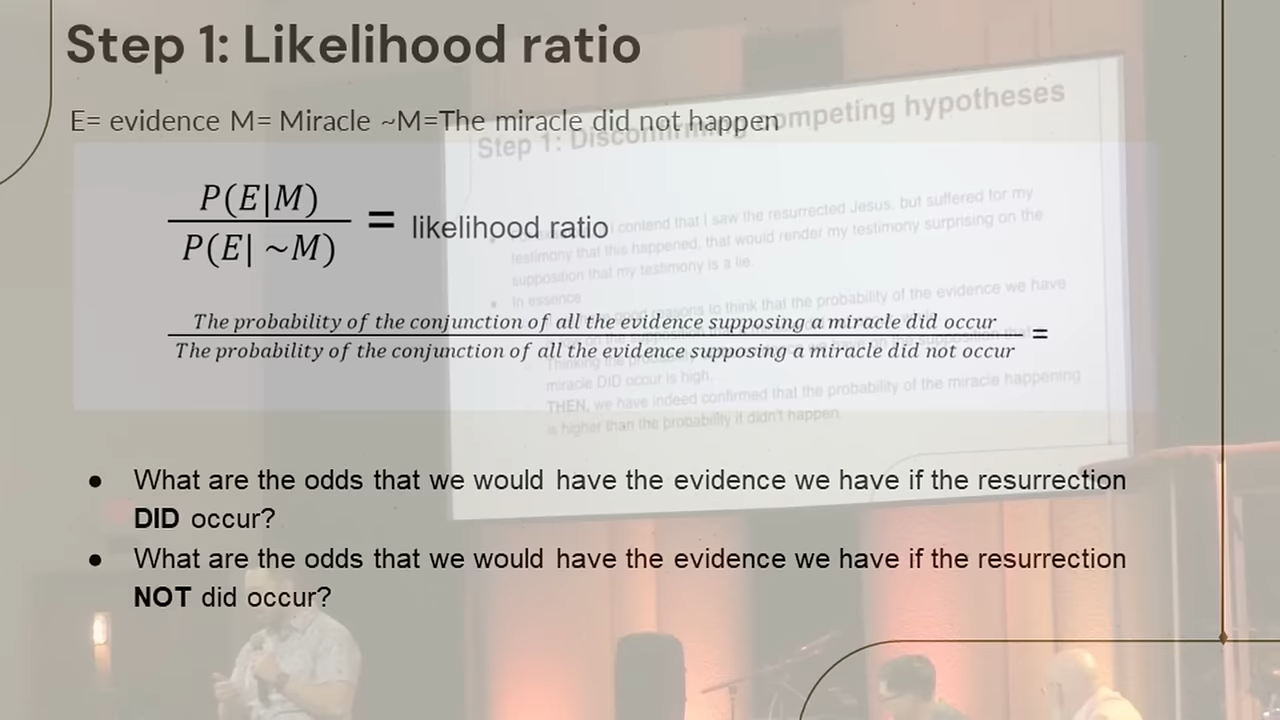 Step 1: Likelihood ratio
E= evidence M= Miracle ~M=The miracle did not happen
Step 1: Disconfirming competing hypotheses
P(E|M)
P(E| ~M)
= likelihood ratio
I contend that I saw the resurrected Jesus, but suffered for my
testimony that this happened, that would render my testimony surprising on the
supposition that my testimony is a lie.
In essence
The probability of the conjunction of all the evidence supposing a miracle did occur
The probability of the conjunction of all the evidence supposing a miracle did not occur
=
reasons to think that the probability of the evidence we have
Thinking the
miracle DID occur is high,
THEN, we have indeed confirmed that the probability of the miracle happening
is higher than the probability if didn't happen.
● What are the odds that we would have the evidence we have if the resurrection
DID occur?
● What are the odds that we would have the evidence we have if the resurrection
NOT did occur?